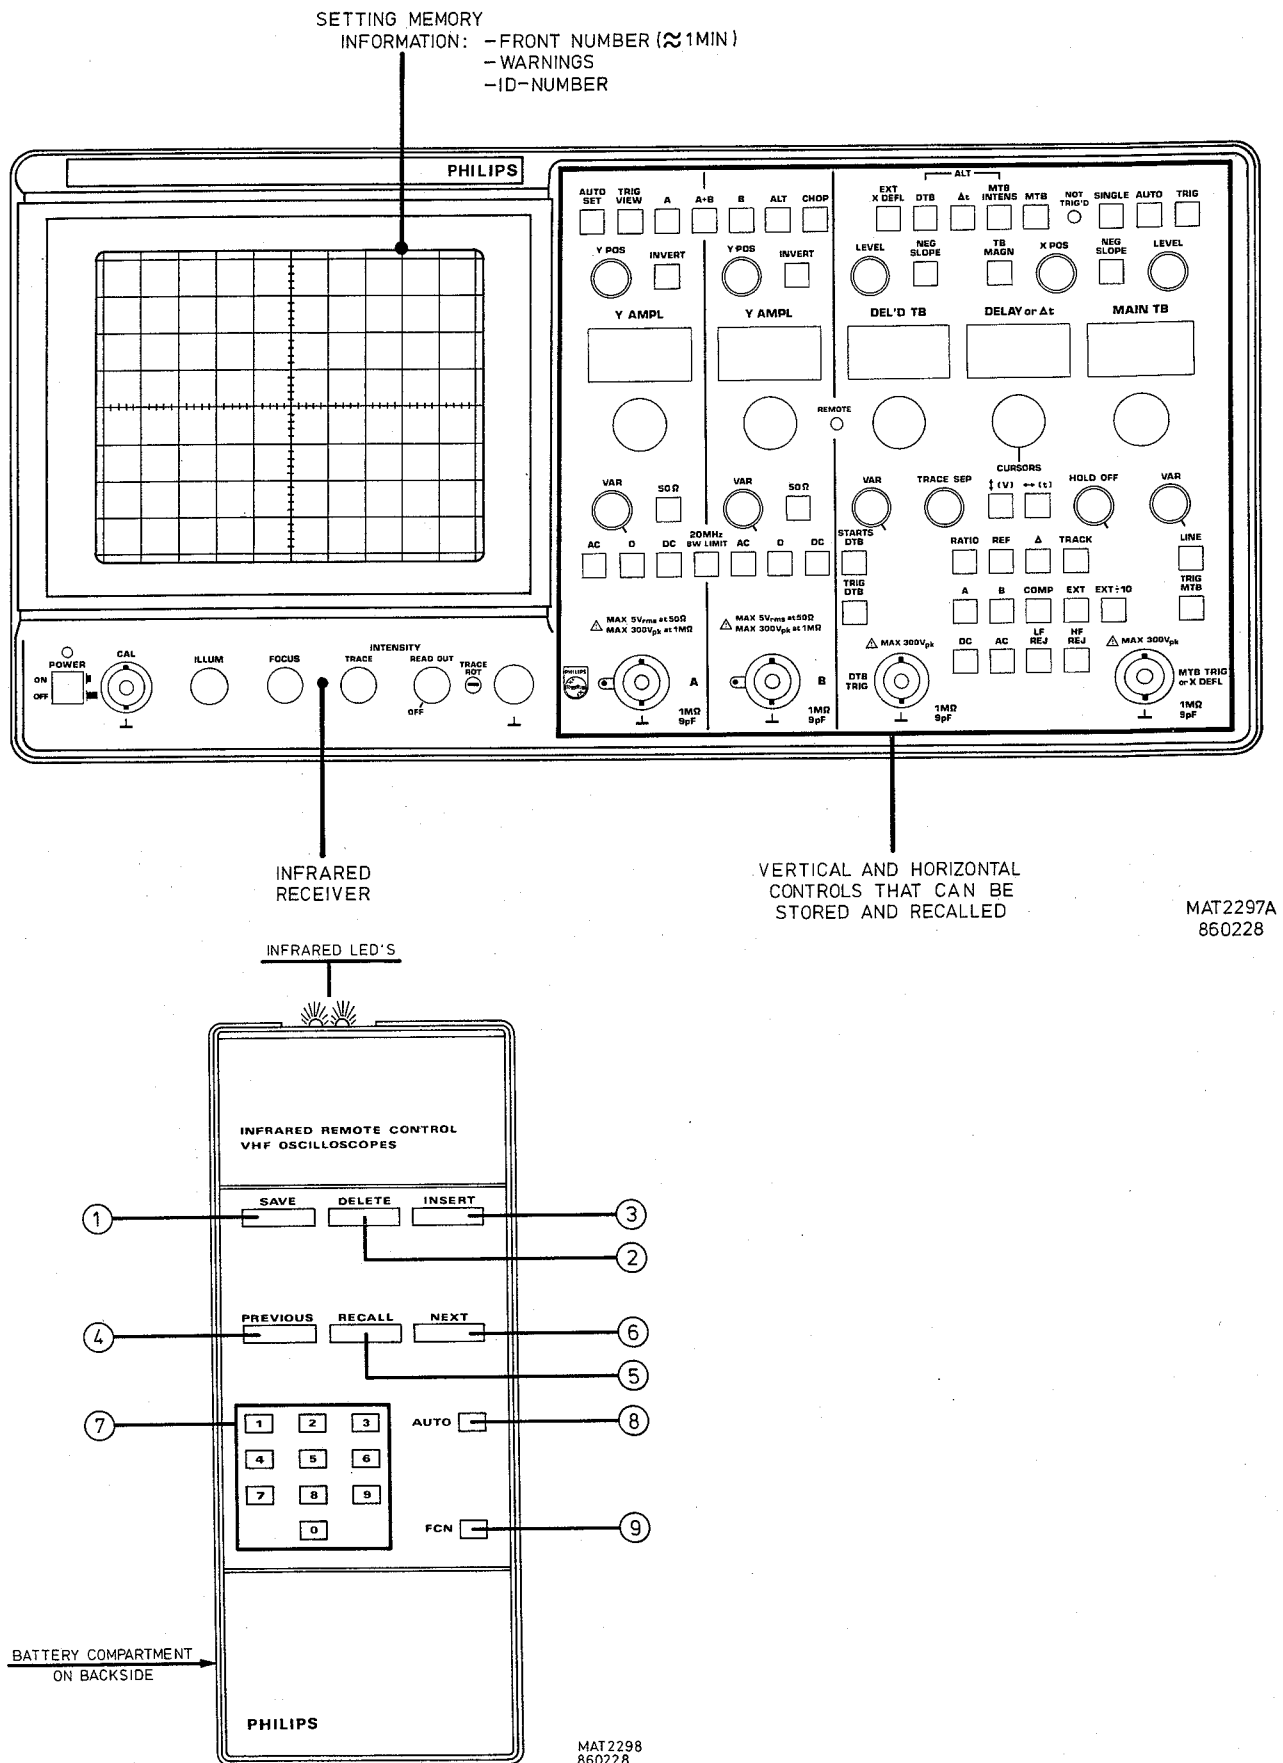 SETTING MEMORY
INFORMATION: -FRONT NUMBER (≈1MIN)
-WARNINGS
-ID-NUMBER
PHILIPS
AUTO SET
TRIG VIEW
A
A+B
B
ALT
CHOP
ALT
EXT X DEFL
DTB
Δt
MTB INTENS
MTB
NOT TRIG'D
SINGLE
AUTO
TRIG
Y POS
INVERT
Y POS
INVERT
LEVEL
NEG SLOPE
TB MAGN
X POS
NEG SLOPE
LEVEL
Y AMPL
Y AMPL
DEL'D TB
DELAY or Δt
MAIN TB
REMOTE
CURSORS
VAR
50Ω
VAR
50Ω
VAR
TRACE SEP
↕(V)
↔(t)
HOLD OFF
VAR
AC
0
DC
20MHz BW LIMIT
AC
0
DC
STARTS DTB
RATIO
REF
Δ
TRACK
LINE
TRIG DTB
A
B
COMP
EXT
EXT÷10
TRIG MTB
MAX 5Vrms at 50Ω
MAX 300Vpk at 1MΩ
MAX 5Vrms at 50Ω
MAX 300Vpk at 1MΩ
MAX 300Vpk
DC
AC
LF REJ
HF REJ
MAX 300Vpk
POWER
ON
OFF
CAL
ILLUM
FOCUS
INTENSITY
TRACE
READ OUT
OFF
TRACE ROT
PHILIPS
A
1MΩ
9pF
B
1MΩ
9pF
DTB TRIG
1MΩ
9pF
MTB TRIG or X DEFL
1MΩ
9pF
INFRARED
RECEIVER
VERTICAL AND HORIZONTAL
CONTROLS THAT CAN BE
STORED AND RECALLED
MAT2297A
860228
INFRARED LED'S
INFRARED REMOTE CONTROL
VHF OSCILLOSCOPES
SAVE DELETE INSERT
1
3
2
PREVIOUS RECALL NEXT
4
6
5
7
1 2 3
AUTO
8
4 5 6
7 8 9
0
FCN
9
BATTERY COMPARTMENT
ON BACKSIDE
PHILIPS
MAT2298
860228